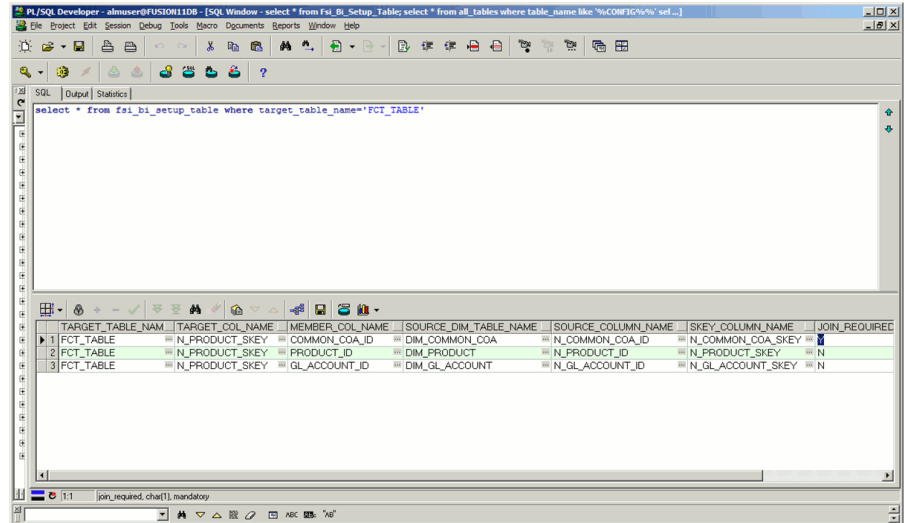 PL/SQL Developer - almuser@FUSION11DB - [SQL Window - select * from Fsi_Bi_Setup_Table; select * from all_tables where table_name like '%CONFIG%%' sel ...]
File Project Edit Session Debug Tools Macro Documents Reports Window Help
SQL Output Statistics
select * from fsi_bi_setup_table where target_table_name='FCT_TABLE'
TARGET_TABLE_NAM TARGET_COL_NAME MEMBER_COL_NAME SOURCE_DIM_TABLE_NAME SOURCE_COLUMN_NAME SKEY_COLUMN_NAME JOIN_REQUIRED
1 FCT_TABLE N_PRODUCT_SKEY COMMON_COA_ID DIM_COMMON_COA N_COMMON_COA_ID N_COMMON_COA_SKEY Y
2 FCT_TABLE N_PRODUCT_SKEY PRODUCT_ID DIM_PRODUCT N_PRODUCT_ID N_PRODUCT_SKEY N
3 FCT_TABLE N_PRODUCT_SKEY GL_ACCOUNT_ID DIM_GL_ACCOUNT N_GL_ACCOUNT_ID N_GL_ACCOUNT_SKEY N
1:1 join_required, char(1), mandatory
ABC "AB"